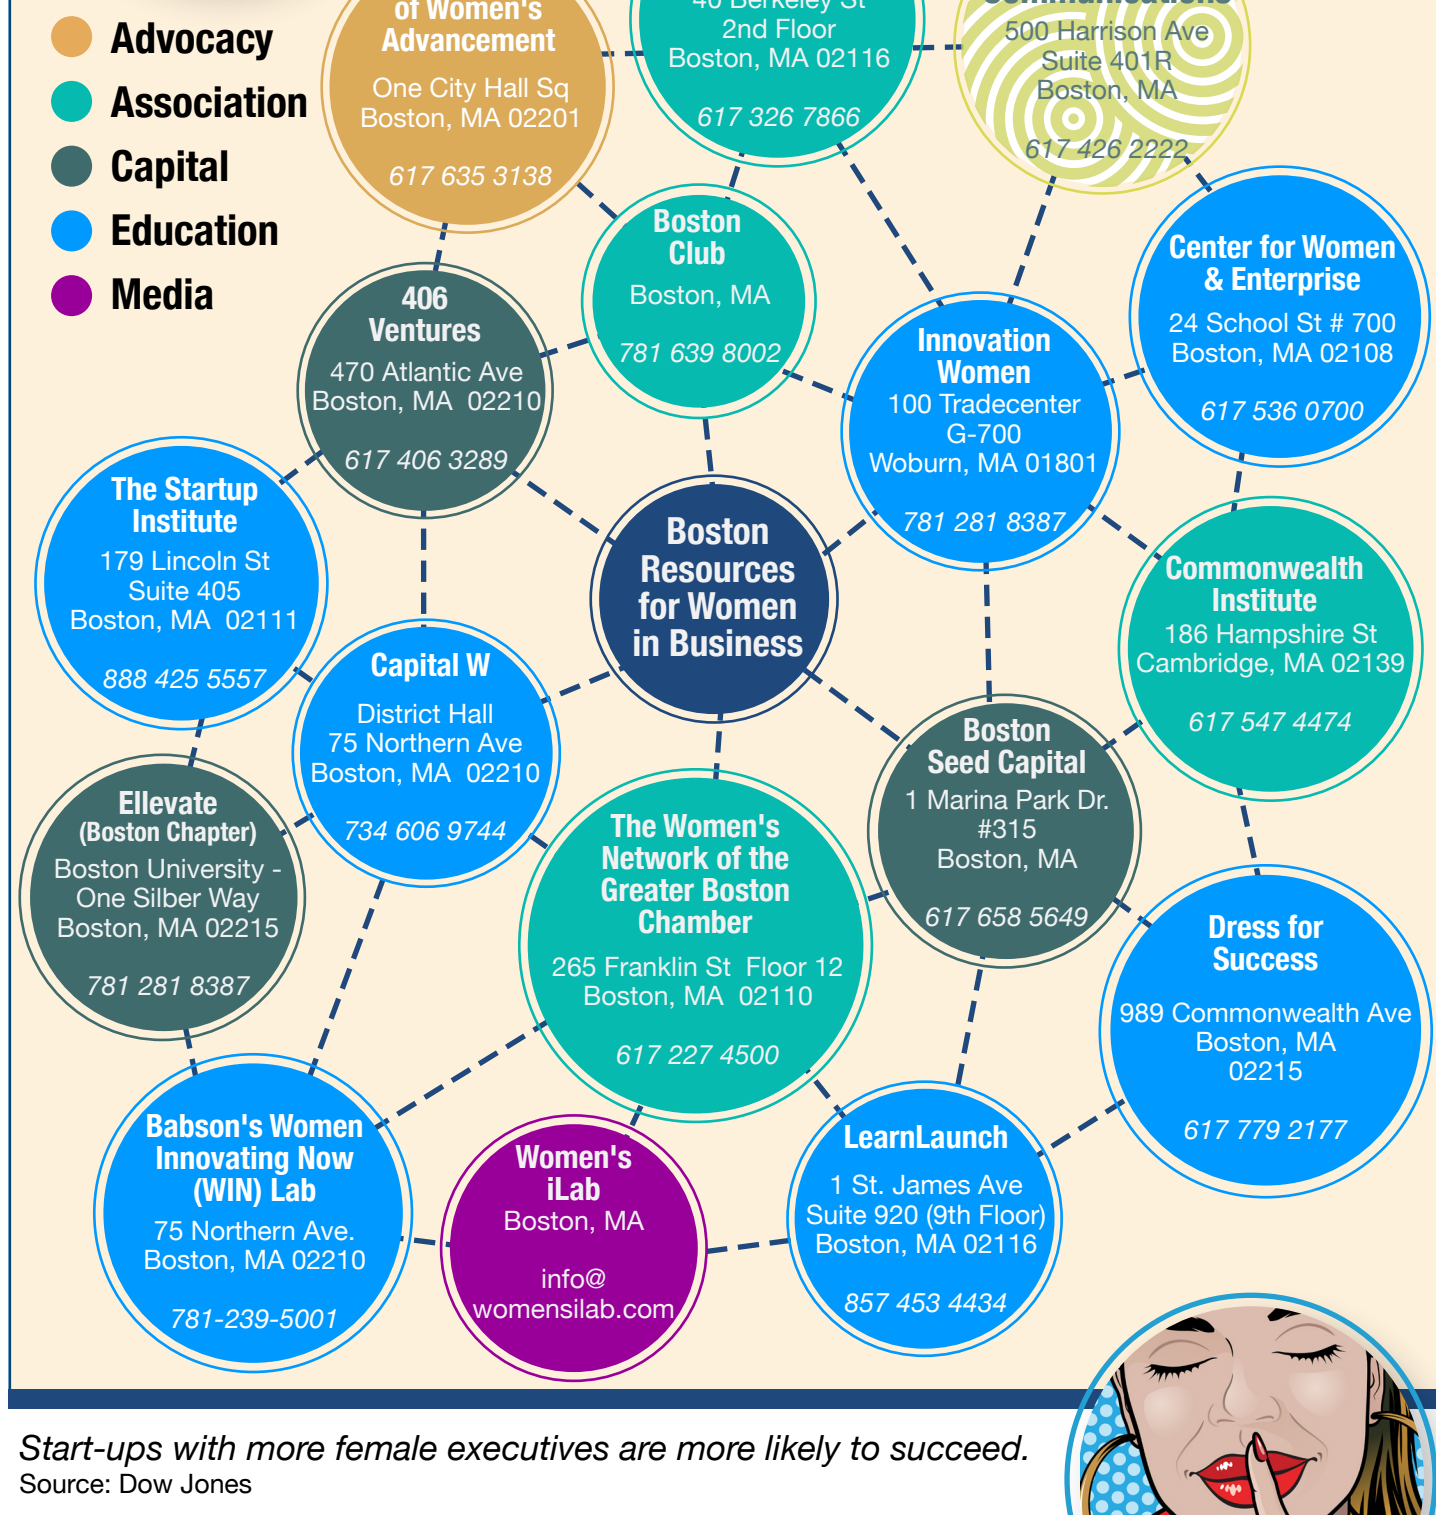 Advocacy
Association
Capital
Education
Media
of Women's
Advancement
One City Hall Sq
Boston, MA 02201
617 635 3138
40 Berkeley St
2nd Floor
Boston, MA 02116
617 326 7866
Communications
500 Harrison Ave
Suite 401R
Boston, MA
617 426 2222
Boston
Club
Boston, MA
781 639 8002
Center for Women
& Enterprise
24 School St # 700
Boston, MA 02108
617 536 0700
406
Ventures
470 Atlantic Ave
Boston, MA  02210
617 406 3289
Innovation
Women
100 Tradecenter
G-700
Woburn, MA 01801
781 281 8387
The Startup
Institute
179 Lincoln St
Suite 405
Boston, MA  02111
888 425 5557
Boston
Resources
for Women
in Business
Commonwealth
Institute
186 Hampshire St
Cambridge, MA 02139
617 547 4474
Capital W
District Hall
75 Northern Ave
Boston, MA  02210
734 606 9744
Boston
Seed Capital
1 Marina Park Dr.
#315
Boston, MA
617 658 5649
Ellevate
(Boston Chapter)
Boston University -
One Silber Way
Boston, MA 02215
781 281 8387
The Women's
Network of the
Greater Boston
Chamber
265 Franklin St  Floor 12
Boston, MA  02110
617 227 4500
Dress for
Success
989 Commonwealth Ave
Boston, MA
02215
617 779 2177
Babson's Women
Innovating Now
(WIN) Lab
75 Northern Ave.
Boston, MA 02210
781-239-5001
Women's
iLab
Boston, MA
info@
womensilab.com
LearnLaunch
1 St. James Ave
Suite 920 (9th Floor)
Boston, MA 02116
857 453 4434
Start-ups with more female executives are more likely to succeed.
Source: Dow Jones